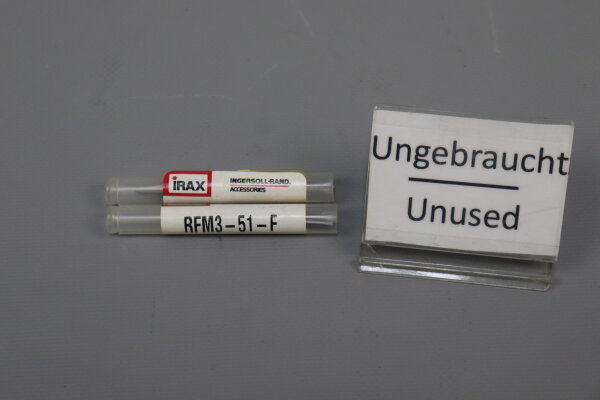 iRAX
INGERSOLL-RAND.
ACCESSORIES
RFM3-51-F
Ungebraucht
Unused